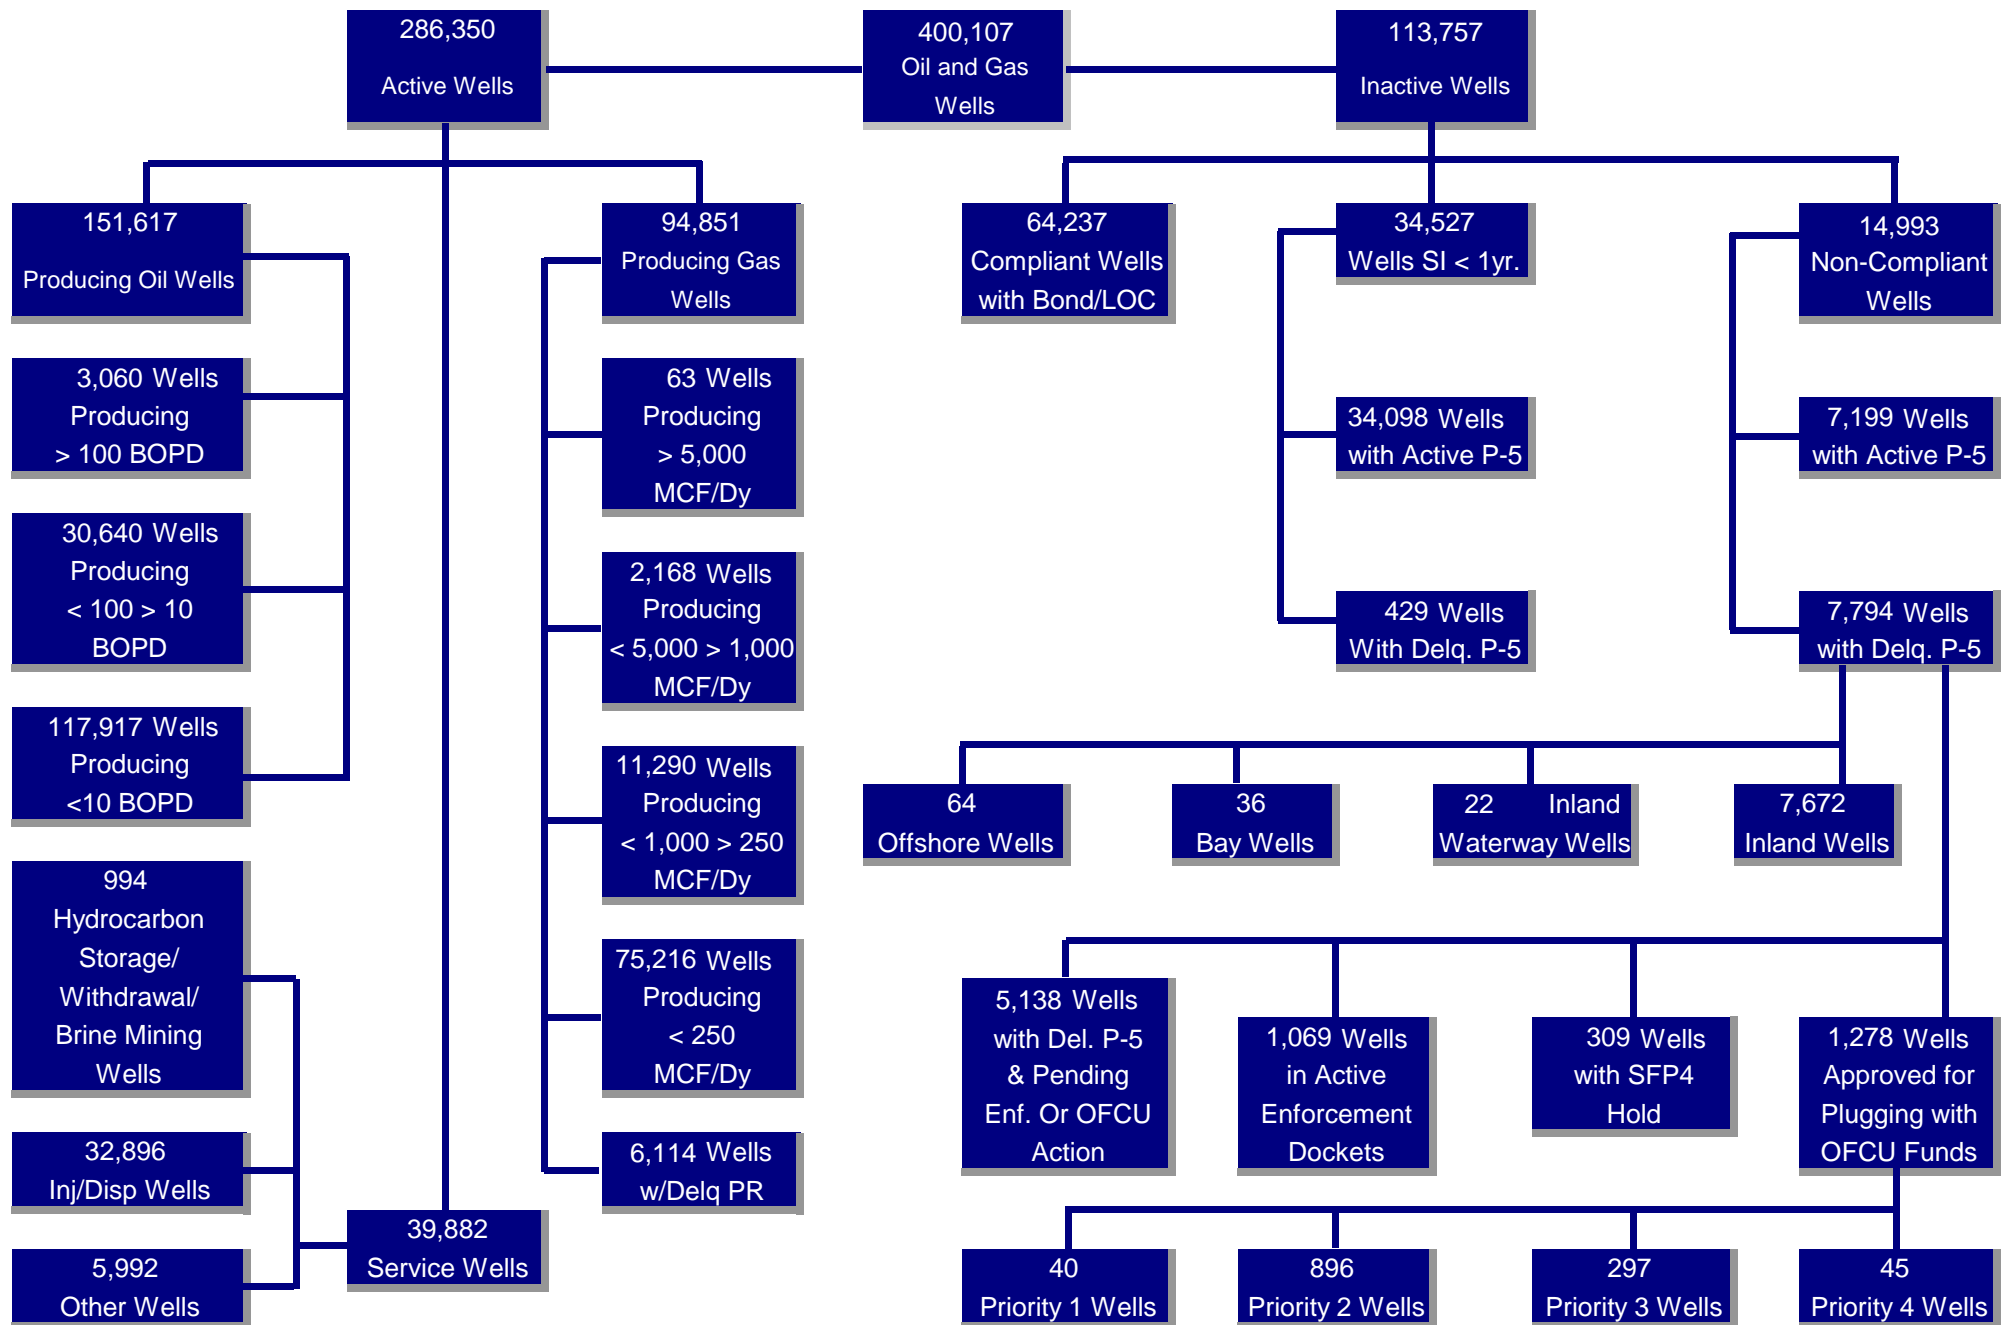 286,350
Active Wells
400,107
Oil and Gas
Wells
113,757
Inactive Wells
151,617
Producing Oil Wells
94,851
Producing Gas
Wells
64,237
Compliant Wells
with Bond/LOC
34,527
Wells SI < 1yr.
14,993
Non-Compliant
Wells
3,060 Wells
Producing
> 100 BOPD
63 Wells
Producing
> 5,000
MCF/Dy
34,098 Wells
with Active P-5
7,199 Wells
with Active P-5
30,640 Wells
Producing
< 100 > 10
BOPD
2,168 Wells
Producing
< 5,000 > 1,000
MCF/Dy
429 Wells
With Delq. P-5
7,794 Wells
with Delq. P-5
117,917 Wells
Producing
<10 BOPD
11,290 Wells
Producing
< 1,000 > 250
MCF/Dy
64
Offshore Wells
36
Bay Wells
22 Inland
Waterway Wells
7,672
Inland Wells
994
Hydrocarbon
Storage/
Withdrawal/
Brine Mining
Wells
75,216 Wells
Producing
< 250
MCF/Dy
5,138 Wells
with Del. P-5
& Pending
Enf. Or OFCU
Action
1,069 Wells
in Active
Enforcement
Dockets
309 Wells
with SFP4
Hold
1,278 Wells
Approved for
Plugging with
OFCU Funds
32,896
Inj/Disp Wells
6,114 Wells
w/Delq PR
39,882
Service Wells
5,992
Other Wells
40
Priority 1 Wells
896
Priority 2 Wells
297
Priority 3 Wells
45
Priority 4 Wells